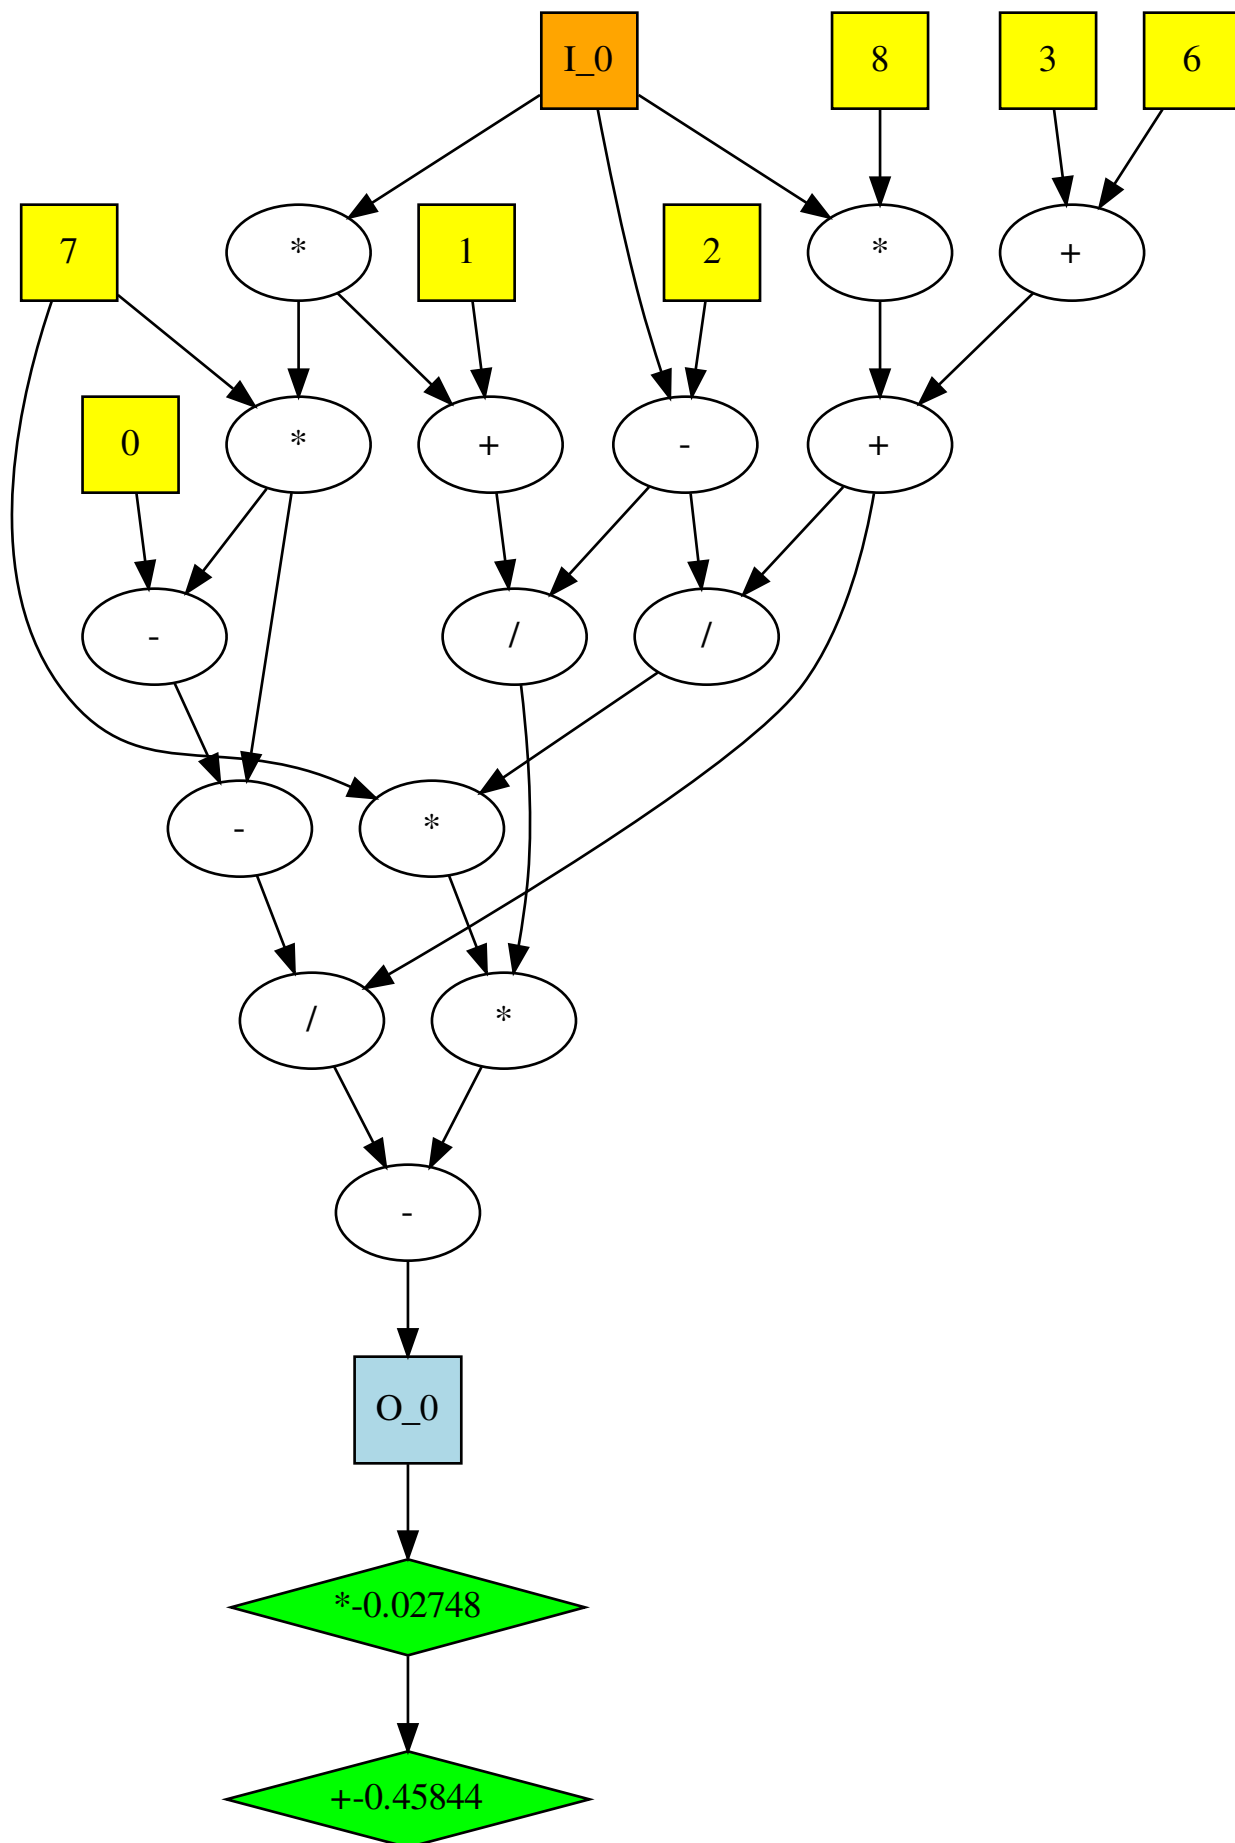 I_0 8 3 6
7 * 1 2 * +
0 * + - +
- / /
- *
/ *
-
O_0
*-0.02748
+-0.45844